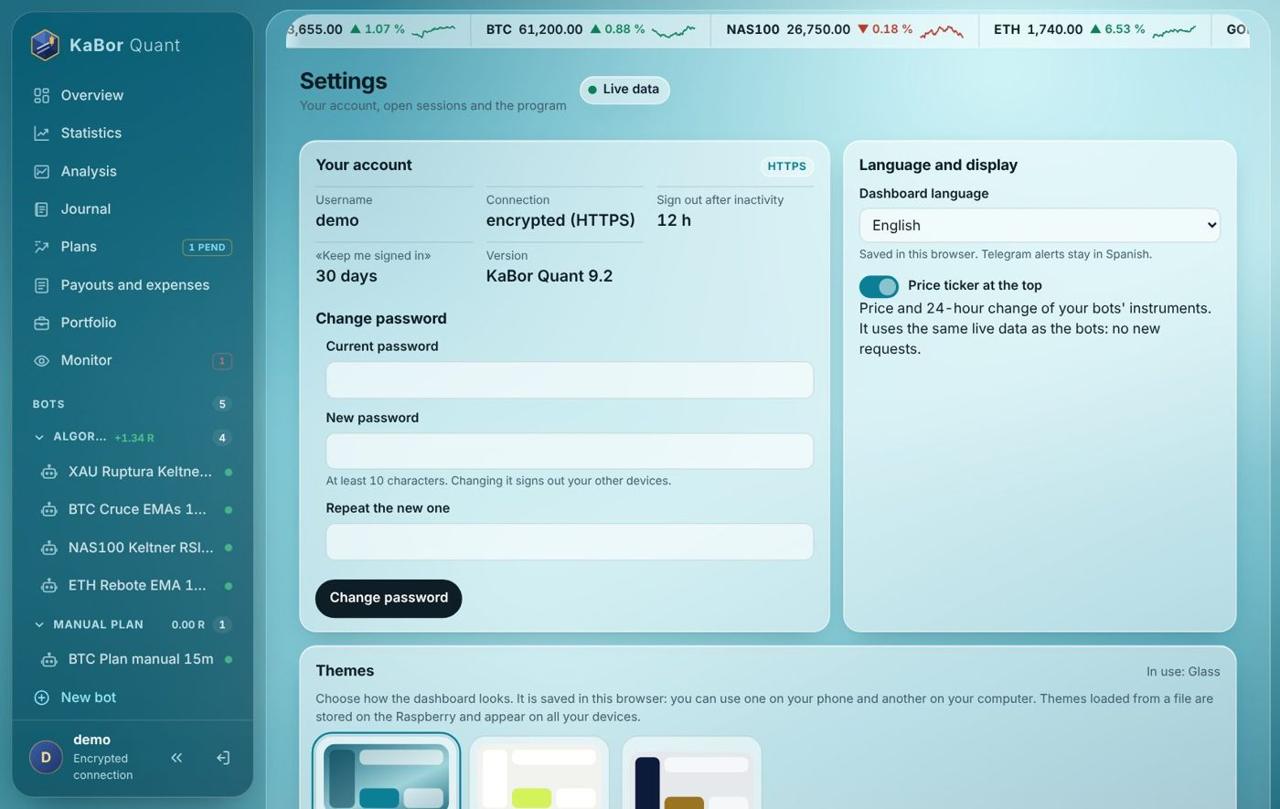 3,655.00 ▲ 1.07 % BTC 61,200.00 ▲ 0.88 % NAS100 26,750.00 ▼ 0.18 % ETH 1,740.00 ▲ 6.53 %
KaBor Quant
Overview
Statistics
Analysis
Journal
Plans 1 PEND
Payouts and expenses
Portfolio
Monitor 1
BOTS 5
ALGOR... +1.34 R 4
XAU Ruptura Keltne...
BTC Cruce EMAs 1...
NAS100 Keltner RSI...
ETH Rebote EMA 1...
MANUAL PLAN 0.00 R 1
BTC Plan manual 15m
New bot
D demo
Encrypted
connection
Settings
Your account, open sessions and the program
Live data
Your account HTTPS
Username Connection Sign out after inactivity
demo encrypted (HTTPS) 12 h
«Keep me signed in» Version
30 days KaBor Quant 9.2
Change password
Current password
New password
At least 10 characters. Changing it signs out your other devices.
Repeat the new one
Change password
Language and display
Dashboard language
English
Saved in this browser. Telegram alerts stay in Spanish.
Price ticker at the top
Price and 24-hour change of your bots' instruments.
It uses the same live data as the bots: no new
requests.
Themes In use: Glass
Choose how the dashboard looks. It is saved in this browser: you can use one on your phone and another on your computer. Themes loaded from a file are
stored on the Raspberry and appear on all your devices.